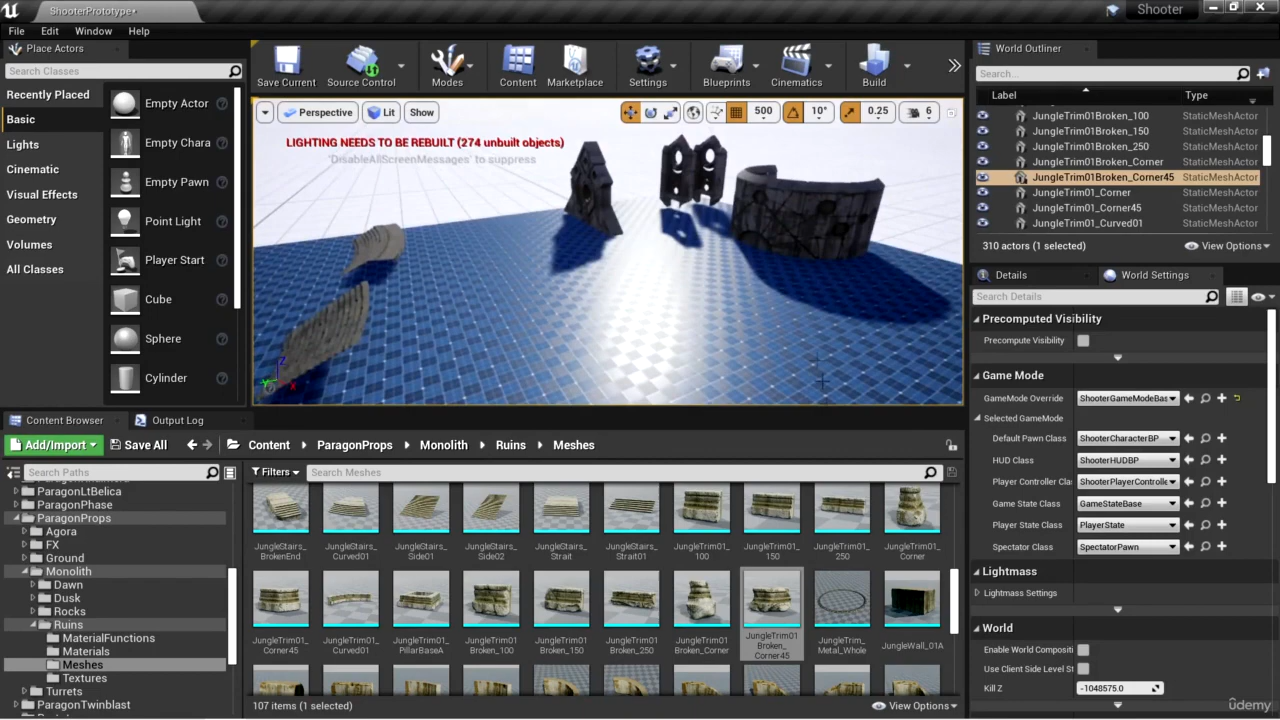 ShooterPrototype•
Shooter
File Edit Window Help
Place Actors
Search Classes
Recently Placed
Basic
Lights
Cinematic
Visual Effects
Geometry
Volumes
All Classes
Empty Actor
Empty Chara
Empty Pawn
Point Light
Player Start
Cube
Sphere
Cylinder
Save Current
Source Control
Modes
Content
Marketplace
Settings
Blueprints
Cinematics
Build
Perspective
Lit
Show
500
10°
0.25
6
LIGHTING NEEDS TO BE REBUILT (274 unbuilt objects)
'DisableAllScreenMessages' to suppress
World Outliner
Search...
Label Type
JungleTrim01Broken_100 StaticMeshActor
JungleTrim01Broken_150 StaticMeshActor
JungleTrim01Broken_250 StaticMeshActor
JungleTrim01Broken_Corner StaticMeshActor
JungleTrim01Broken_Corner45 StaticMeshActor
JungleTrim01_Corner StaticMeshActor
JungleTrim01_Corner45 StaticMeshActor
JungleTrim01_Curved01 StaticMeshActor
310 actors (1 selected)
View Options
Details
World Settings
Search Details
Precomputed Visibility
Precompute Visibility
Game Mode
GameMode Override ShooterGameModeBas
Selected GameMode
Default Pawn Class ShooterCharacterBP
HUD Class ShooterHUDBP
Player Controller Cla ShooterPlayerControlle
Game State Class GameStateBase
Player State Class PlayerState
Spectator Class SpectatorPawn
Lightmass
Lightmass Settings
World
Enable World Compositi
Use Client Side Level St
Kill Z -1048575.0
Content Browser
Output Log
Add/Import
Save All
Content ParagonProps Monolith Ruins Meshes
Search Paths
Filters
Search Meshes
ParagonLtBelica
ParagonPhase
ParagonProps
Agora
FX
Ground
Monolith
Dawn
Dusk
Rocks
Ruins
MaterialFunctions
Materials
Meshes
Textures
Turrets
ParagonTwinblast
JungleStairs_
BrokenEnd
JungleStairs_
Curved01
JungleStairs_
Side01
JungleStairs_
Side02
JungleStairs_
Strait
JungleStairs_
Strait01
JungleTrim01_
100
JungleTrim01_
150
JungleTrim01_
250
JungleTrim01_
Corner
JungleTrim01_
Corner45
JungleTrim01_
Curved01
JungleTrim01_
PillarBaseA
JungleTrim01
Broken_100
JungleTrim01
Broken_150
JungleTrim01
Broken_250
JungleTrim01
Broken_Corner
JungleTrim01
Broken_
Corner45
JungleTrim_
Metal_Whole
JungleWall_01A
107 items (1 selected)
View Options
udemy